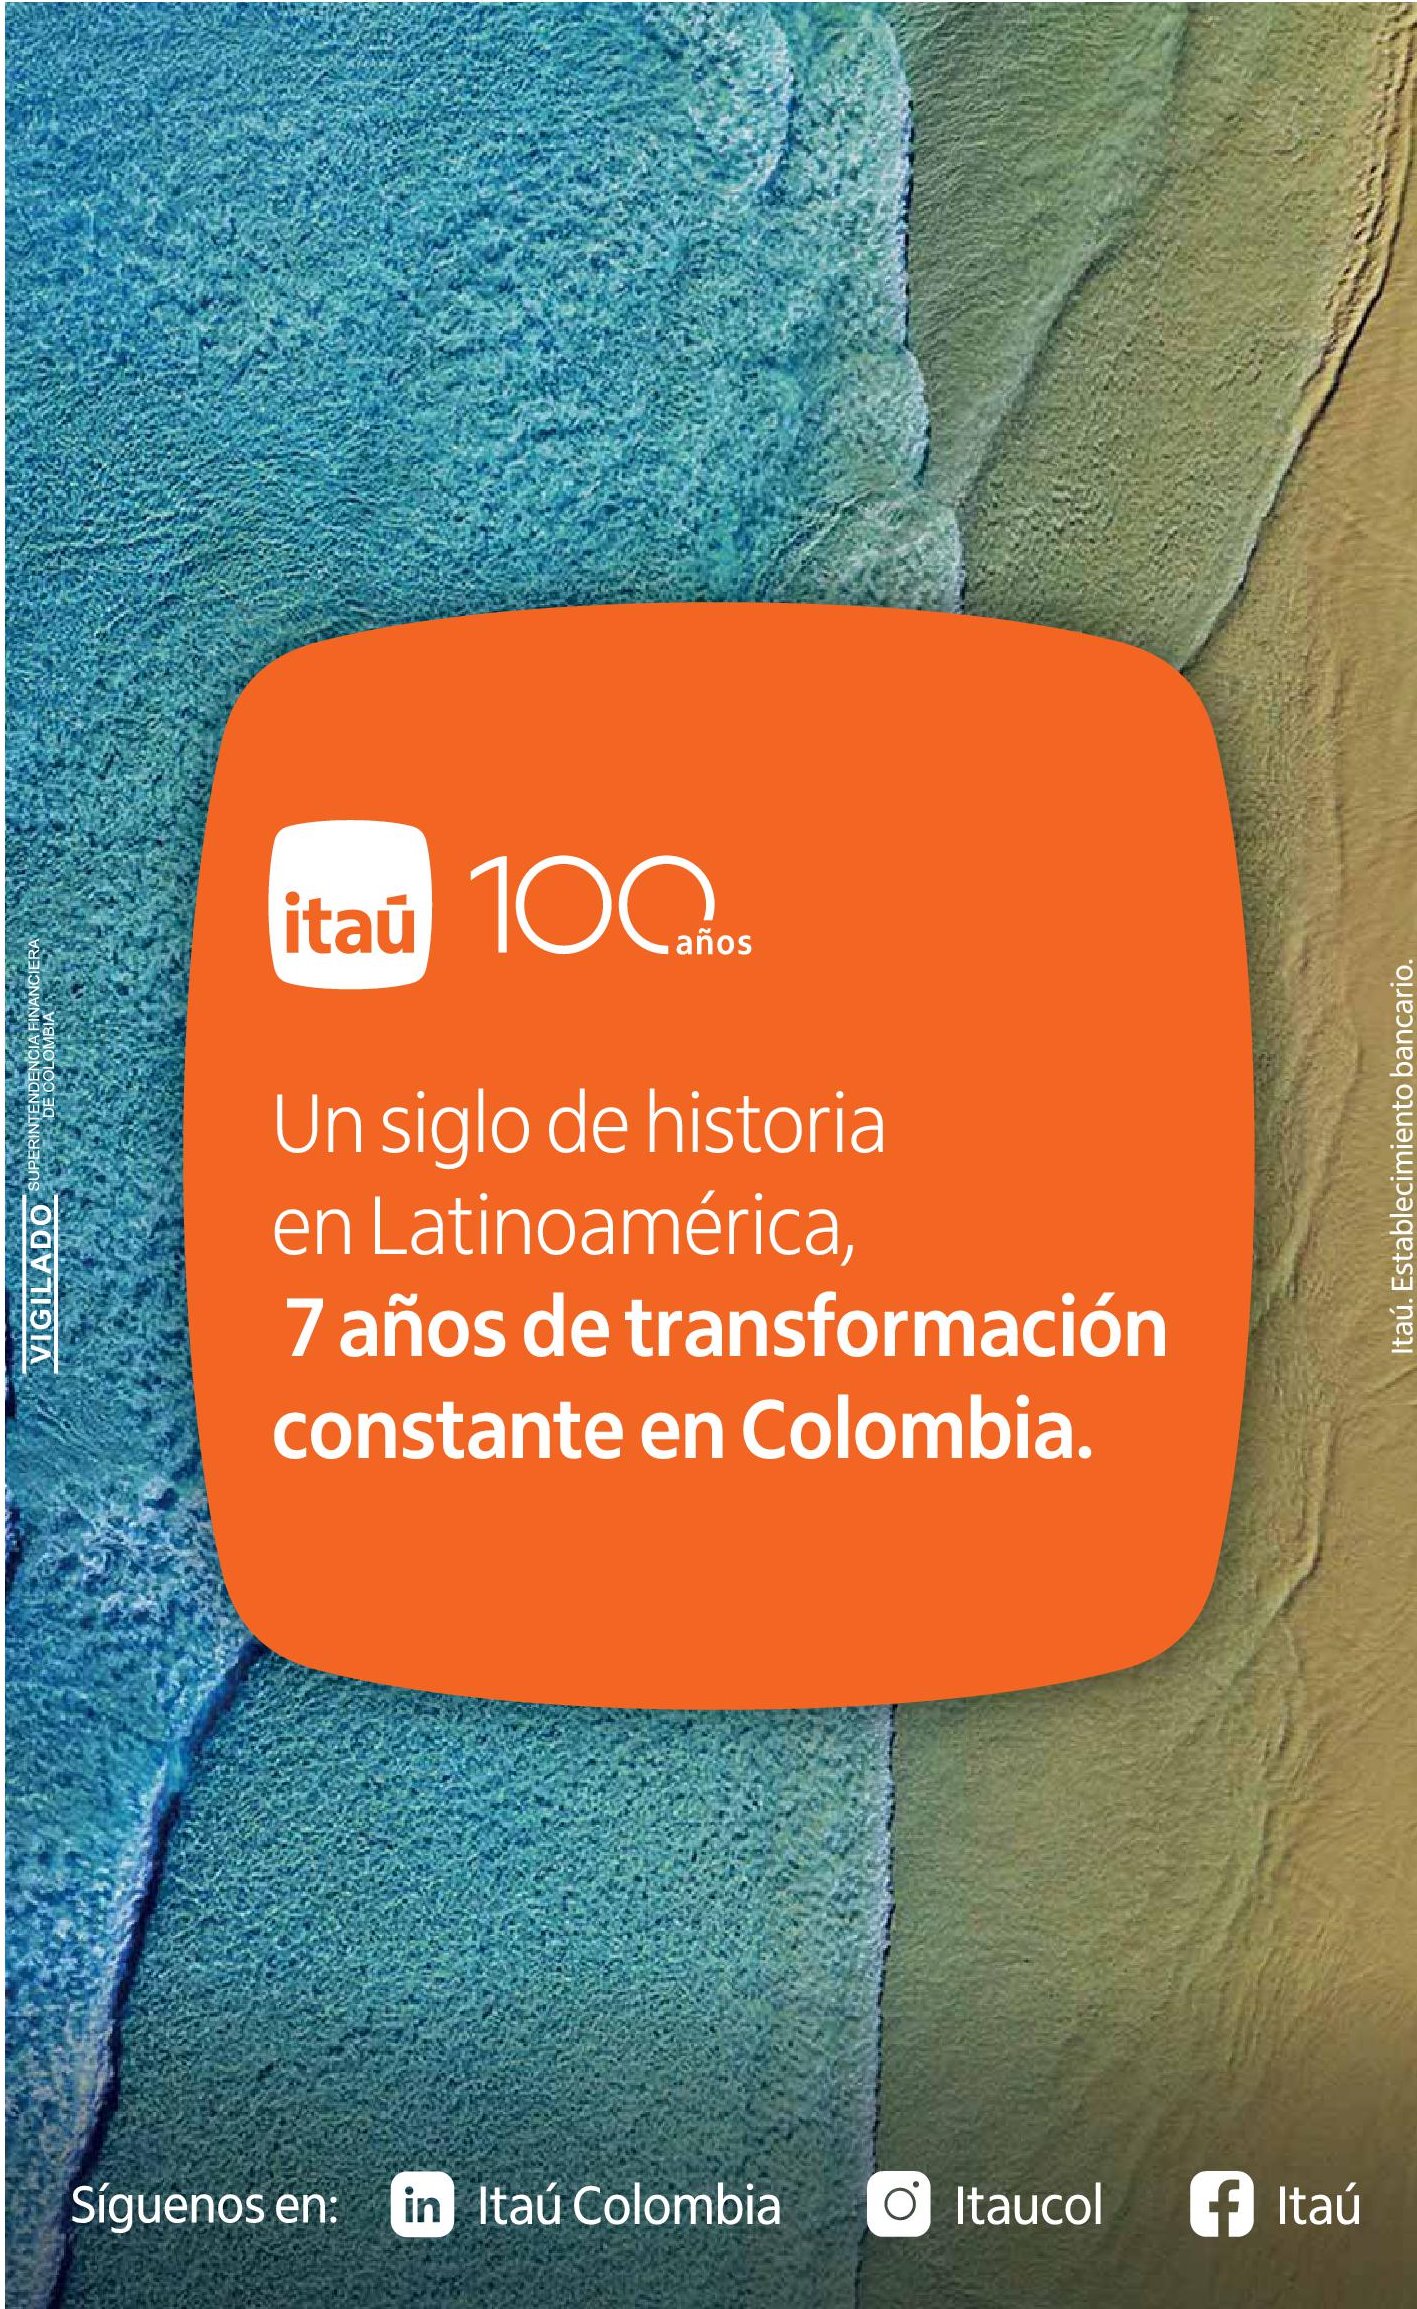 itaú 100 años
Un siglo de historia
en Latinoamérica,
7 años de transformación
constante en Colombia.
VIGILADO SUPERINTENDENCIA FINANCIERA
DE COLOMBIA
Itaú. Establecimiento bancario.
Síguenos en: in Itaú Colombia Itaucol f Itaú